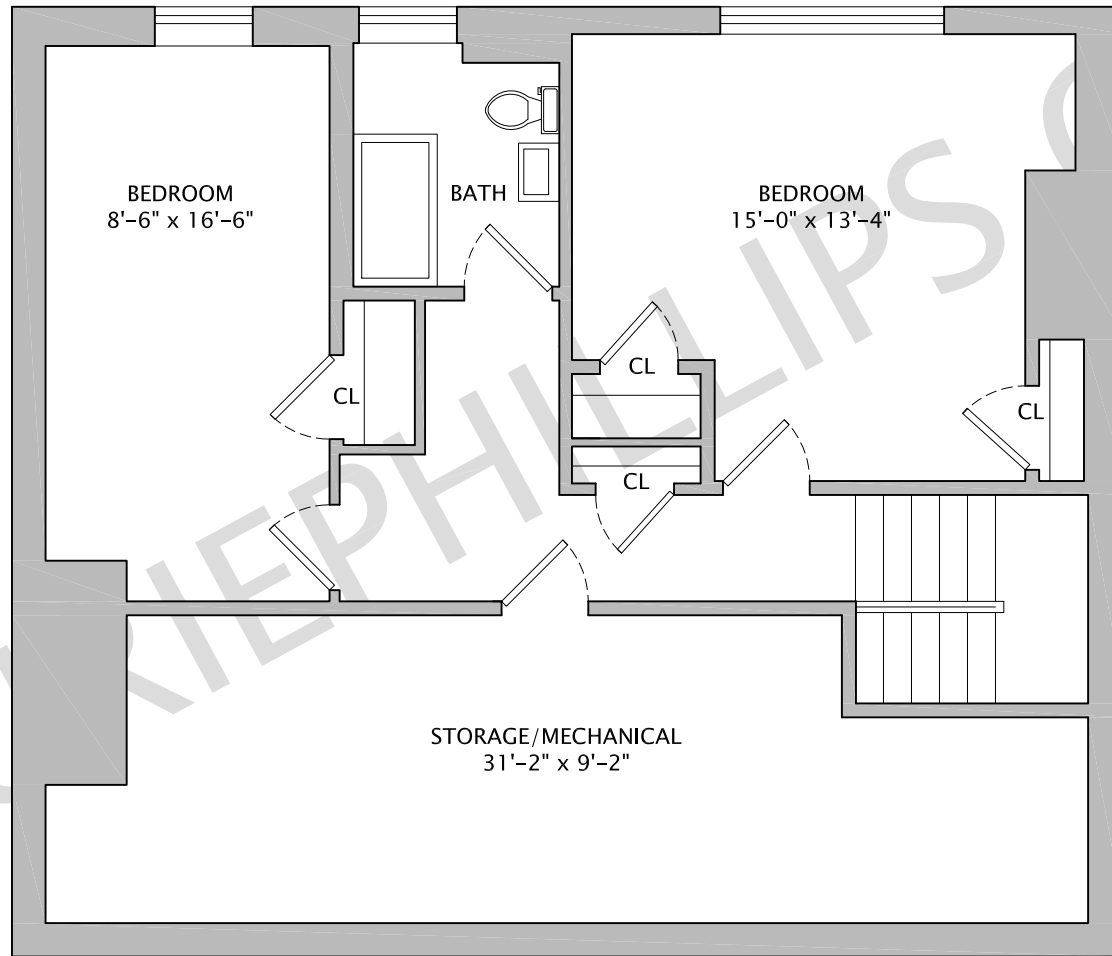 BEDROOM
8'-6" x 16'-6"
BATH
BEDROOM
15'-0" x 13'-4"
CL
CL
CL
CL
STORAGE/MECHANICAL
31'-2" x 9'-2"